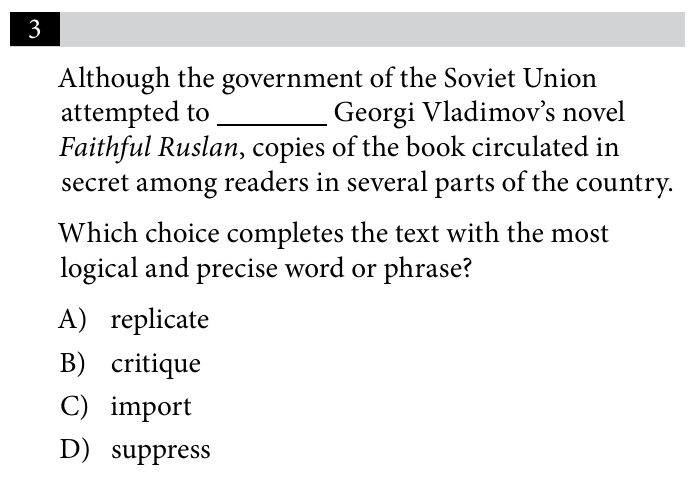 3
Although the government of the Soviet Union
attempted to ________ Georgi Vladimov’s novel
Faithful Ruslan, copies of the book circulated in
secret among readers in several parts of the country.
Which choice completes the text with the most
logical and precise word or phrase?
A) replicate
B) critique
C) import
D) suppress